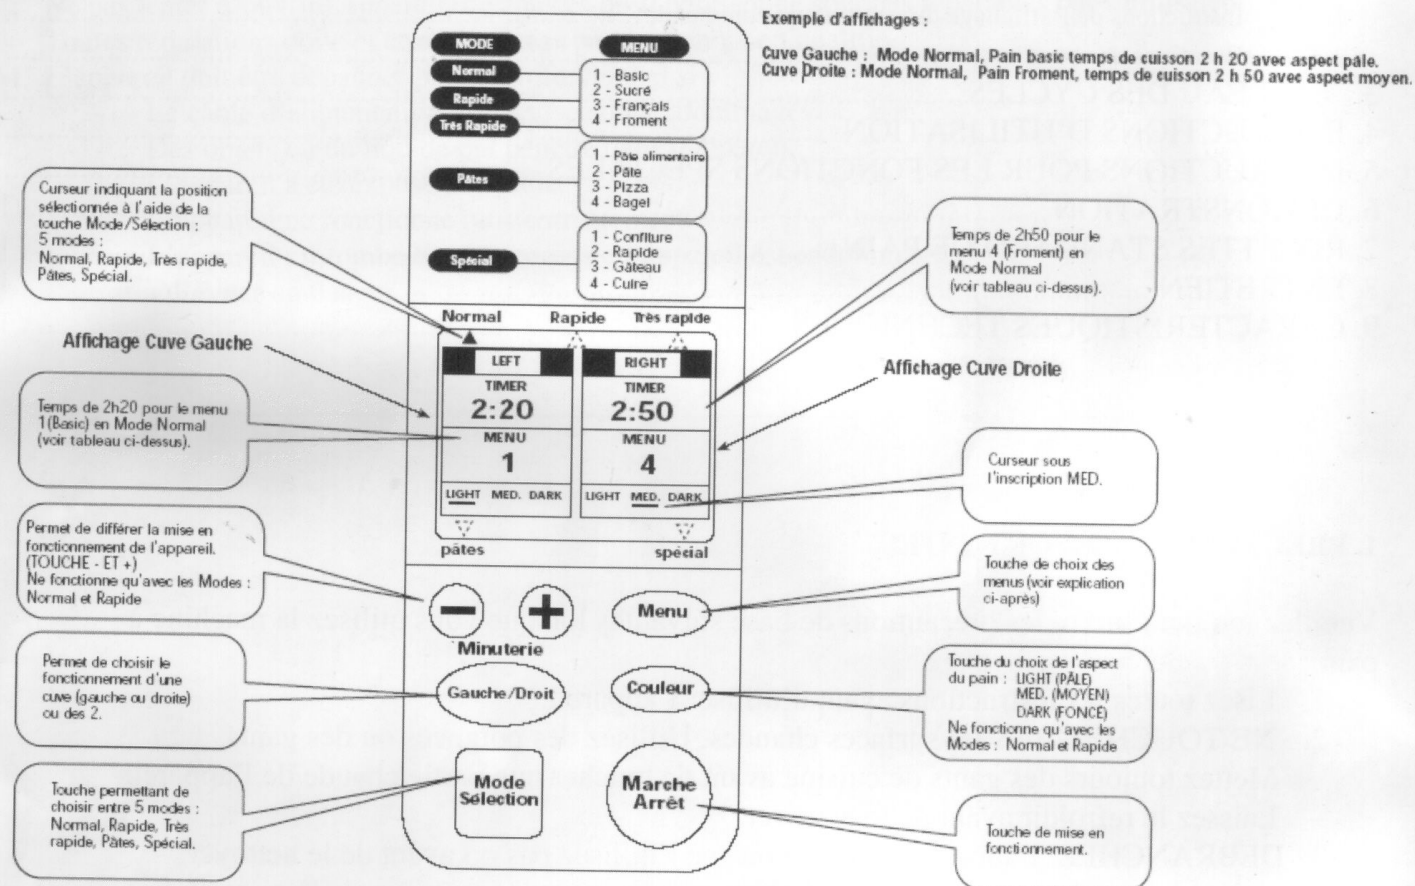 Exemple d'affichages :
Cuve Gauche : Mode Normal, Pain basic temps de cuisson 2 h 20 avec aspect pâle.
Cuve Droite : Mode Normal, Pain Froment, temps de cuisson 2 h 50 avec aspect moyen.
MODE
Normal
Rapide
Très Rapide
Pâtes
Spécial
MENU
1 - Basic
2 - Sucré
3 - Français
4 - Froment
1 - Pâte alimentaire
2 - Pâte
3 - Pizza
4 - Bagel
1 - Confiture
2 - Rapide
3 - Gâteau
4 - Cuire
Curseur indiquant la position
sélectionnée à l'aide de la
touche Mode/Sélection :
5 modes :
Normal, Rapide, Très rapide,
Pâtes, Spécial.
Temps de 2h50 pour le
menu 4 (Froment) en
Mode Normal
(voir tableau ci-dessus).
Normal Rapide Très rapide
Affichage Cuve Gauche
Affichage Cuve Droite
LEFT
TIMER
2:20
MENU
1
LIGHT MED. DARK
RIGHT
TIMER
2:50
MENU
4
LIGHT MED. DARK
pâtes
spécial
Temps de 2h20 pour le menu
1(Basic) en Mode Normal
(voir tableau ci-dessus).
Curseur sous
l'inscription MED.
Permet de différer la mise en
fonctionnement de l'appareil.
(TOUCHE - ET +)
Ne fonctionne qu'avec les Modes :
Normal et Rapide
Touche de choix des
menus (voir explication
ci-après)
− +
Minuterie
Menu
Permet de choisir le
fonctionnement d'une
cuve (gauche ou droite)
ou des 2.
Gauche/Droit
Couleur
Touche du choix de l'aspect
du pain : LIGHT (PÂLE)
MED. (MOYEN)
DARK (FONCE)
Ne fonctionne qu'avec les
Modes : Normal et Rapide
Touche permettant de
choisir entre 5 modes :
Normal, Rapide, Très
rapide, Pâtes, Spécial.
Mode
Sélection
Marche
Arrêt
Touche de mise en
fonctionnement.